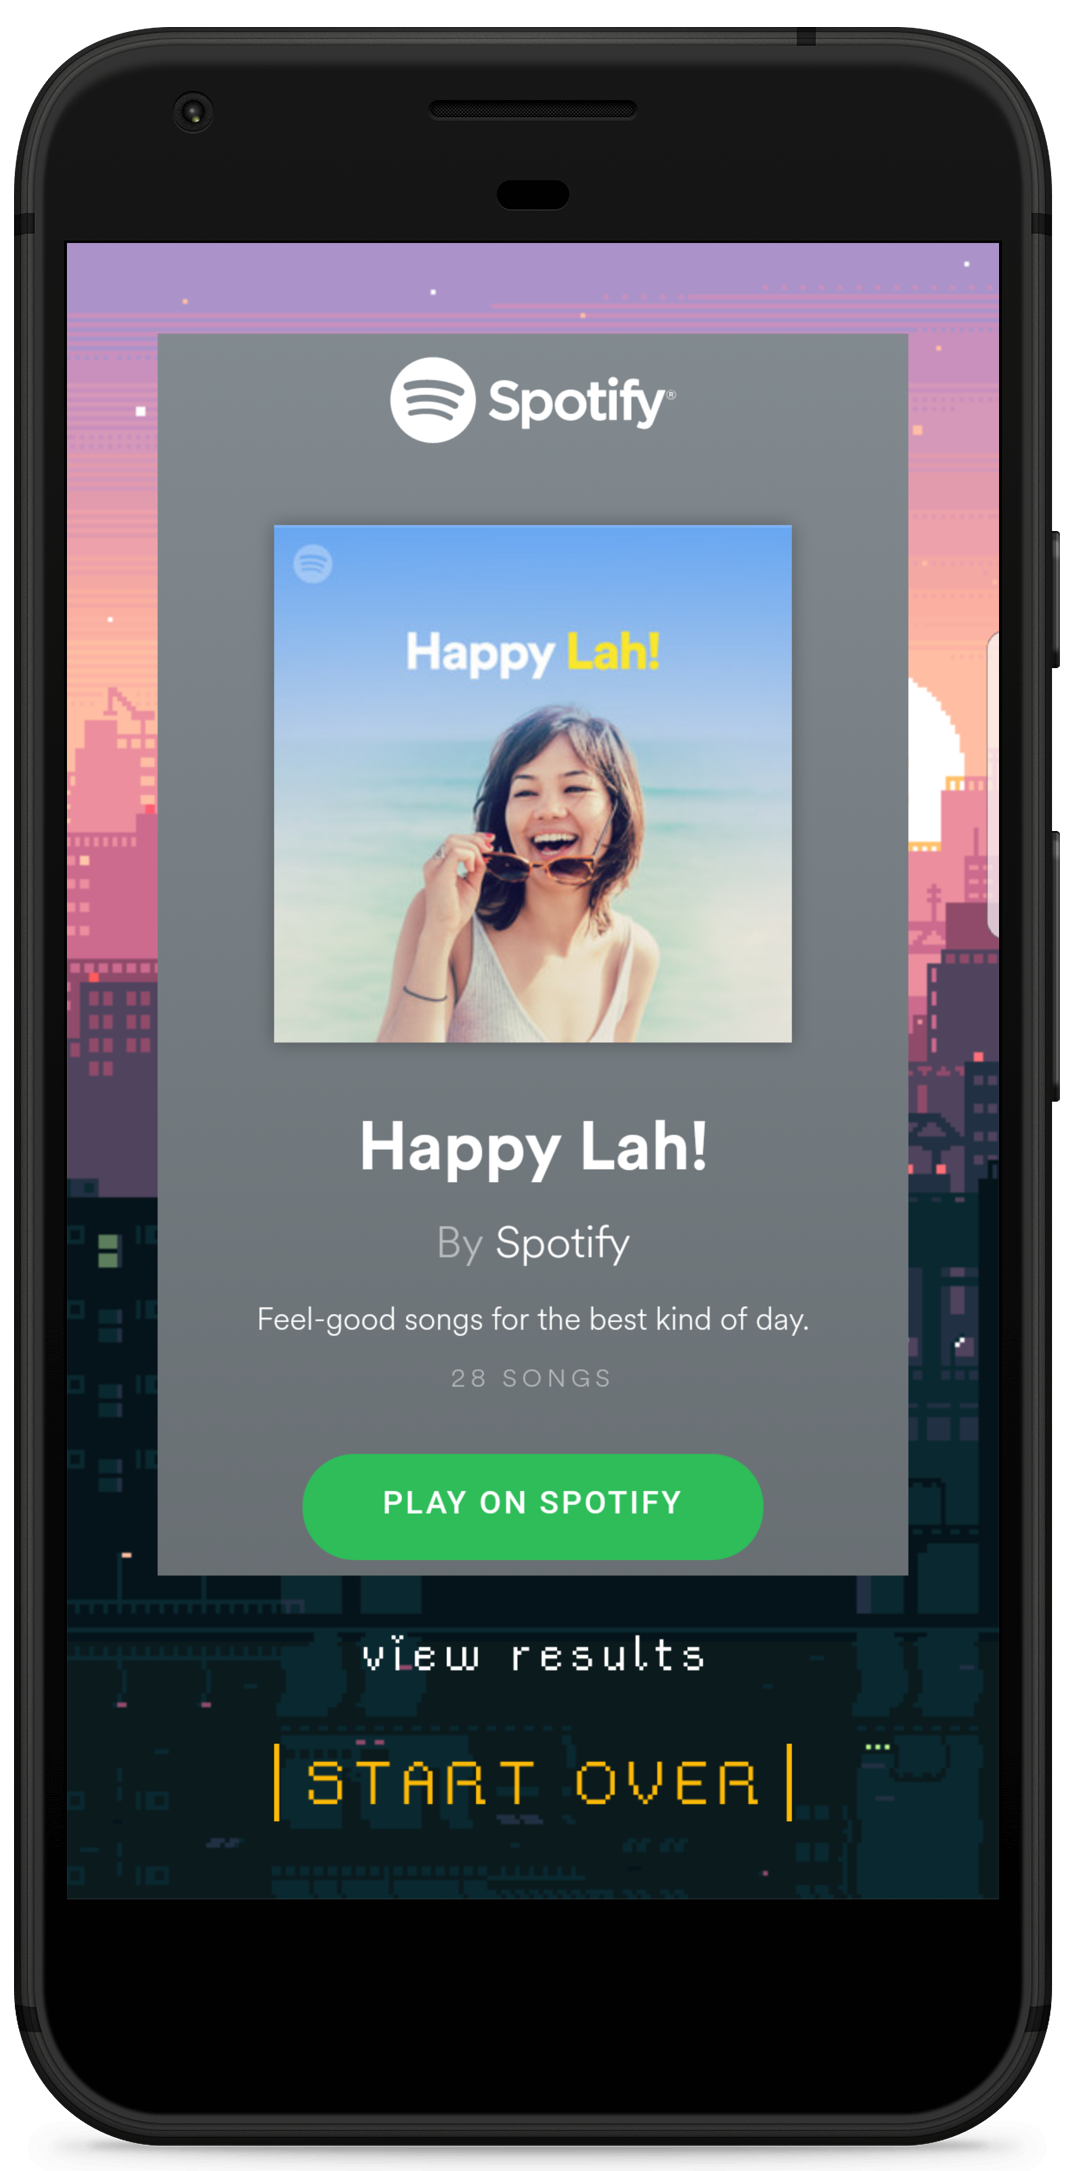 Spotify®
Happy Lah!
Happy Lah!
By Spotify
Feel-good songs for the best kind of day.
28 SONGS
PLAY ON SPOTIFY
view results
START OVER